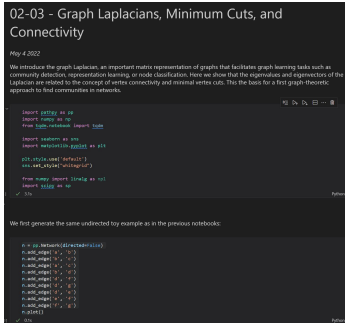 02-03 - Graph Laplacians, Minimum Cuts, and
Connectivity
May 4 2022
We introduce the graph Laplacian, an important matrix representation of graphs that facilitates graph learning tasks such as
community detection, representation learning, or node classification. Here we show that the eigenvalues and eigenvectors of the
Laplacian are related to the concept of vertex connectivity and minimal vertex cuts. This is the basis for a first graph-theoretic
approach to find communities in networks.
import pathpy as pp
import numpy as np
from tqdm.notebook import tqdm
import seaborn as sns
import matplotlib.pyplot as plt
plt.style.use('default')
sns.set_style("whitegrid")
from numpy import linalg as npl
import scipy as sp
Python
We first generate the same undirected toy example as in the previous notebooks:
n = pp.Network(directed=False)
n.add_edge('a', 'b')
n.add_edge('b', 'c')
n.add_edge('c', 'a')
n.add_edge('b', 'd')
n.add_edge('d', 'f')
n.add_edge('d', 'g')
n.add_edge('d', 'e')
n.add_edge('e', 'f')
n.add_edge('f', 'g')
n.plot()
Python